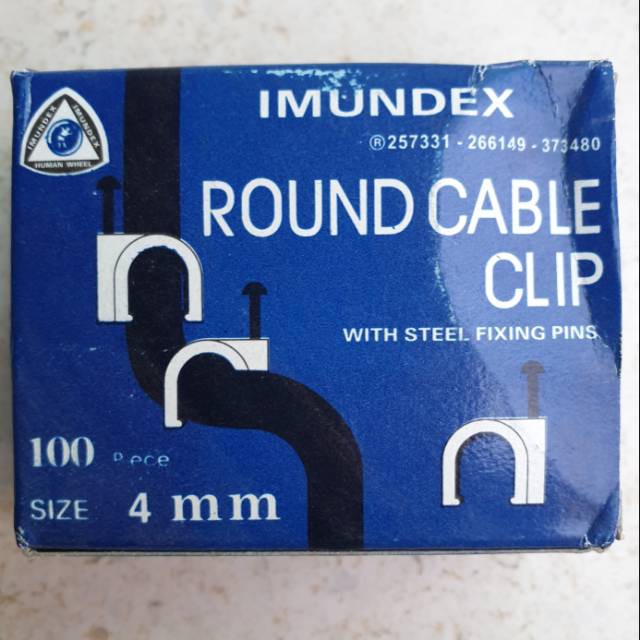 IMUNDEX
IMUNDEX
HUMAN WHEEL
IMUNDEX
®257331 - 266149 - 373480
ROUND CABLE
CLIP
WITH STEEL FIXING PINS
100 Piece
SIZE 4 mm